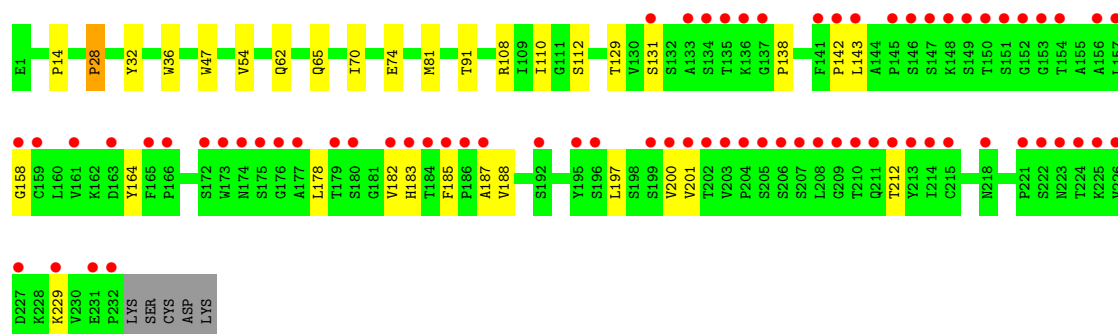 E1 P14 P28 Y32 W36 W47 V54 Q62 Q65 I70 E74 M81 T91 R108 I109 I110 G111 S112 T129 V130 S131 S132 A133 S134 T135 K136 G137 P138 F141 P142 L143 A144 P145 S146 S147 K148 S149 T150 S151 G152 G153 T154 A155 A156 L157
G158 C159 L160 V161 K162 D163 Y164 F165 P166 S172 W173 N174 S175 G176 A177 L178 T179 S180 G181 V182 H183 T184 F185 P186 A187 V188 S192 Y195 S196 L197 S198 S199 V200 V201 T202 V203 P204 S205 S206 S207 L208 G209 T210 Q211 T212 Y213 I214 C215 N218 P221 S222 N223 T224 K225 V226
D227 K228 K229 V230 E231 P232 LYS SER CYS ASP LYS